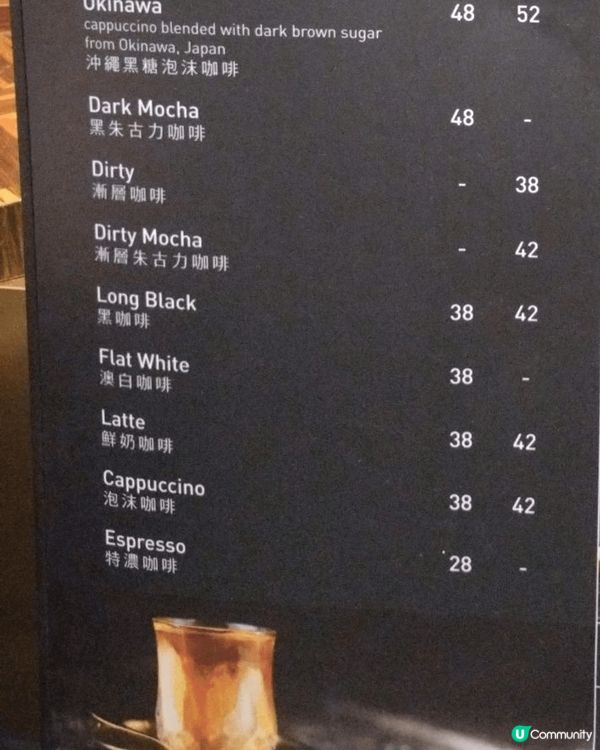 Okinawa 48 52
cappuccino blended with dark brown sugar
from Okinawa, Japan
沖繩黑糖泡沫咖啡
Dark Mocha 48 -
黑朱古力咖啡
Dirty - 38
漸層咖啡
Dirty Mocha - 42
漸層朱古力咖啡
Long Black 38 42
黑咖啡
Flat White 38 -
澳白咖啡
Latte 38 42
鮮奶咖啡
Cappuccino 38 42
泡沫咖啡
Espresso 28 -
特濃咖啡
U Community